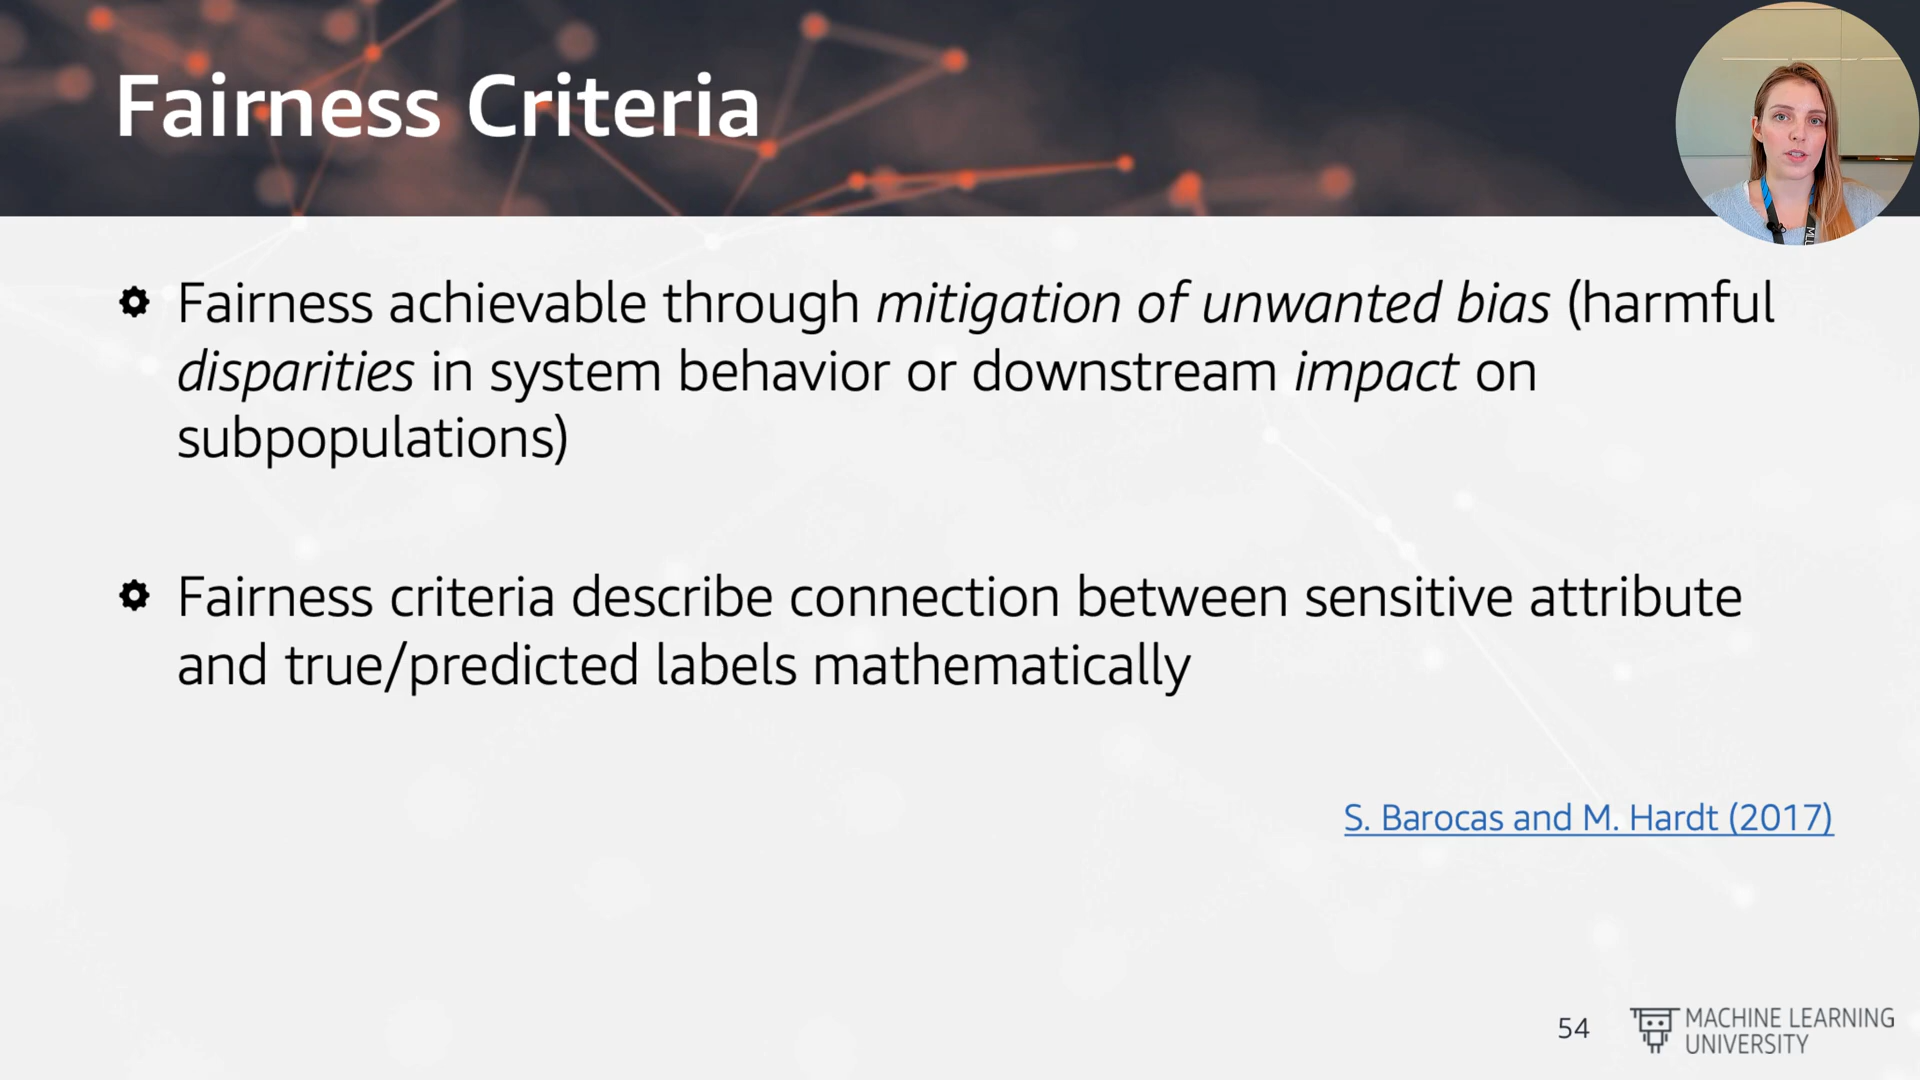 Fairness Criteria
Fairness achievable through mitigation of unwanted bias (harmful
disparities in system behavior or downstream impact on
subpopulations)
Fairness criteria describe connection between sensitive attribute
and true/predicted labels mathematically
S. Barocas and M. Hardt (2017)
54
MACHINE LEARNING
UNIVERSITY